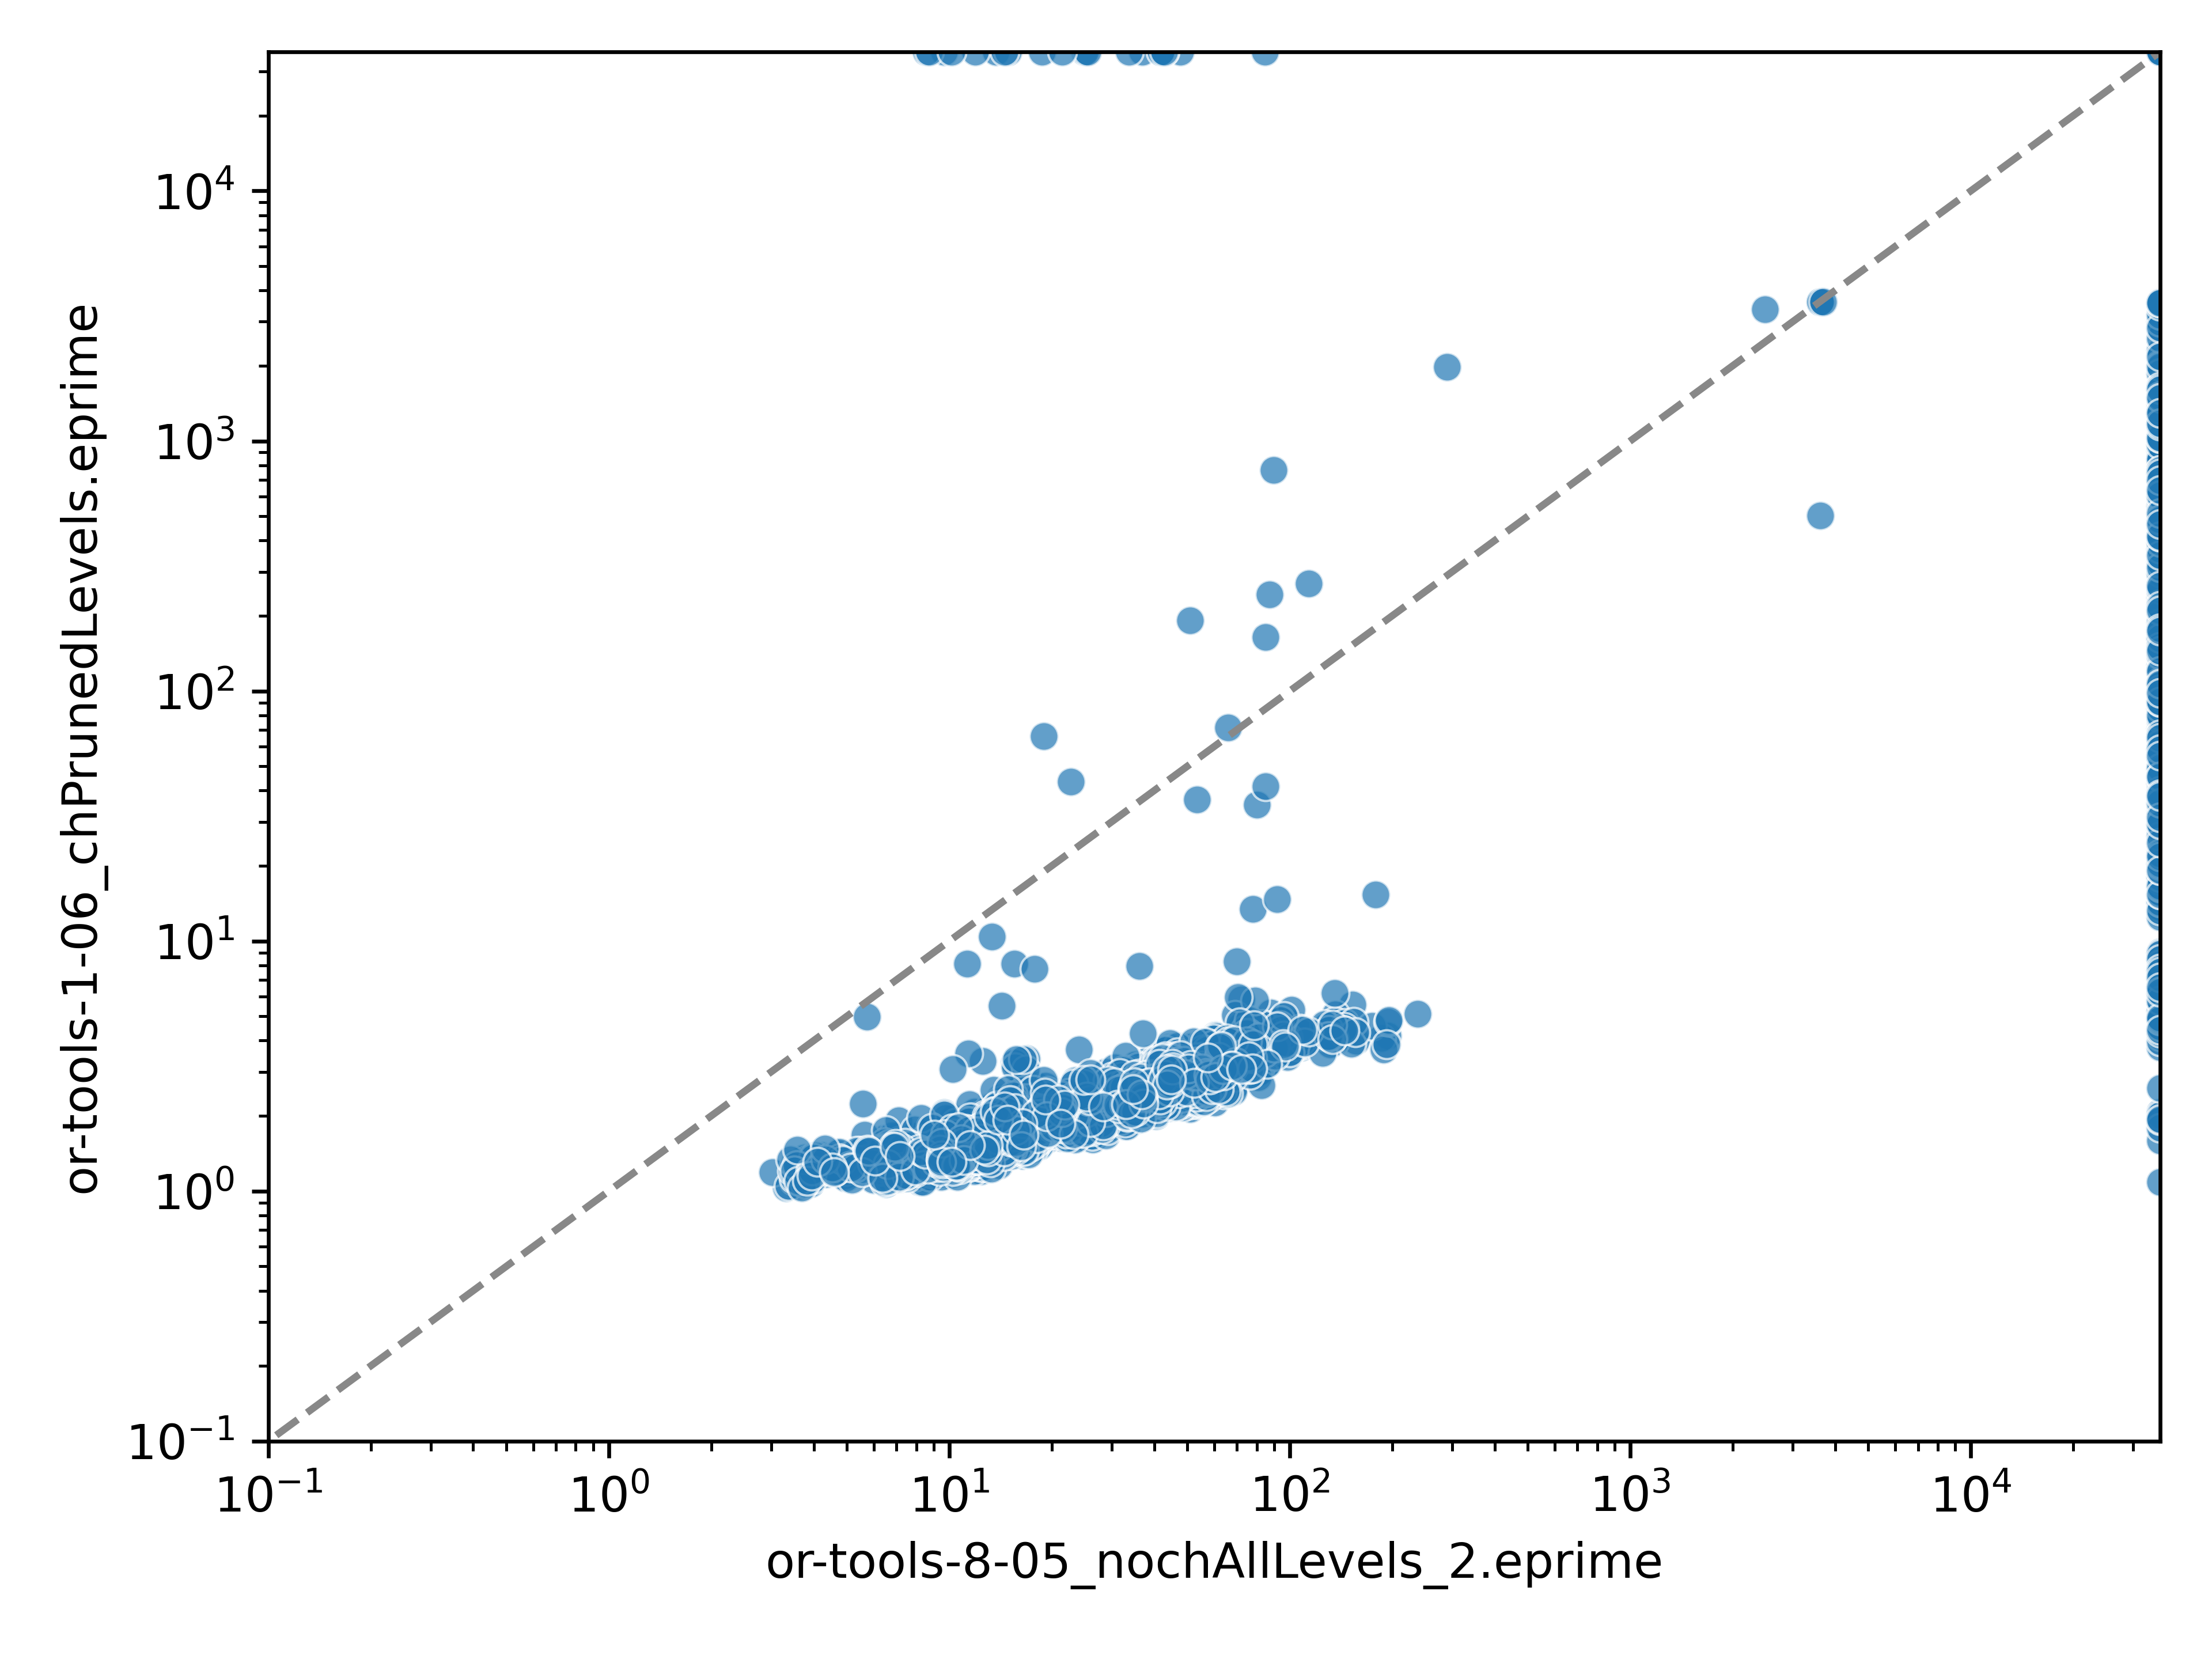 10⁴
10³
10²
10¹
10⁰
10⁻¹
or-tools-1-06_chPrunedLevels.eprime
10⁻¹ 10⁰ 10¹ 10² 10³ 10⁴
or-tools-8-05_nochAllLevels_2.eprime